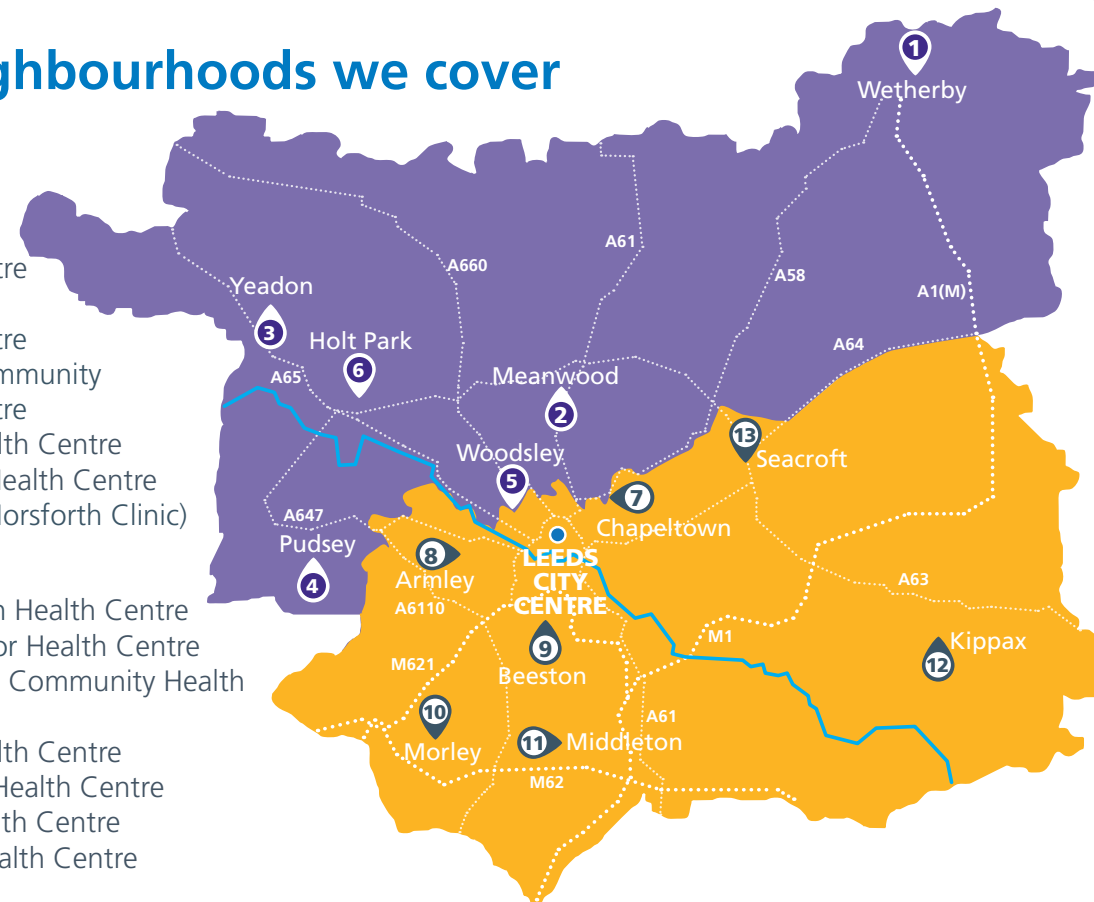 ghbourhoods we cover
tre
tre
mmunity
tre
lth Centre
Health Centre
Horsforth Clinic)
n Health Centre
or Health Centre
Community Health
lth Centre
Health Centre
lth Centre
alth Centre
1
Wetherby
A61
A660
A58
A1(M)
Yeadon
3
Holt Park
6
A65
A64
Meanwood
2
13
Seacroft
Woodsley
5
7
Chapeltown
A647
Pudsey
4
8
Armley
LEEDS
CITY
CENTRE
A63
A6110
M1
9
Beeston
Kippax
12
M621
10
Morley
A61
11
Middleton
M62